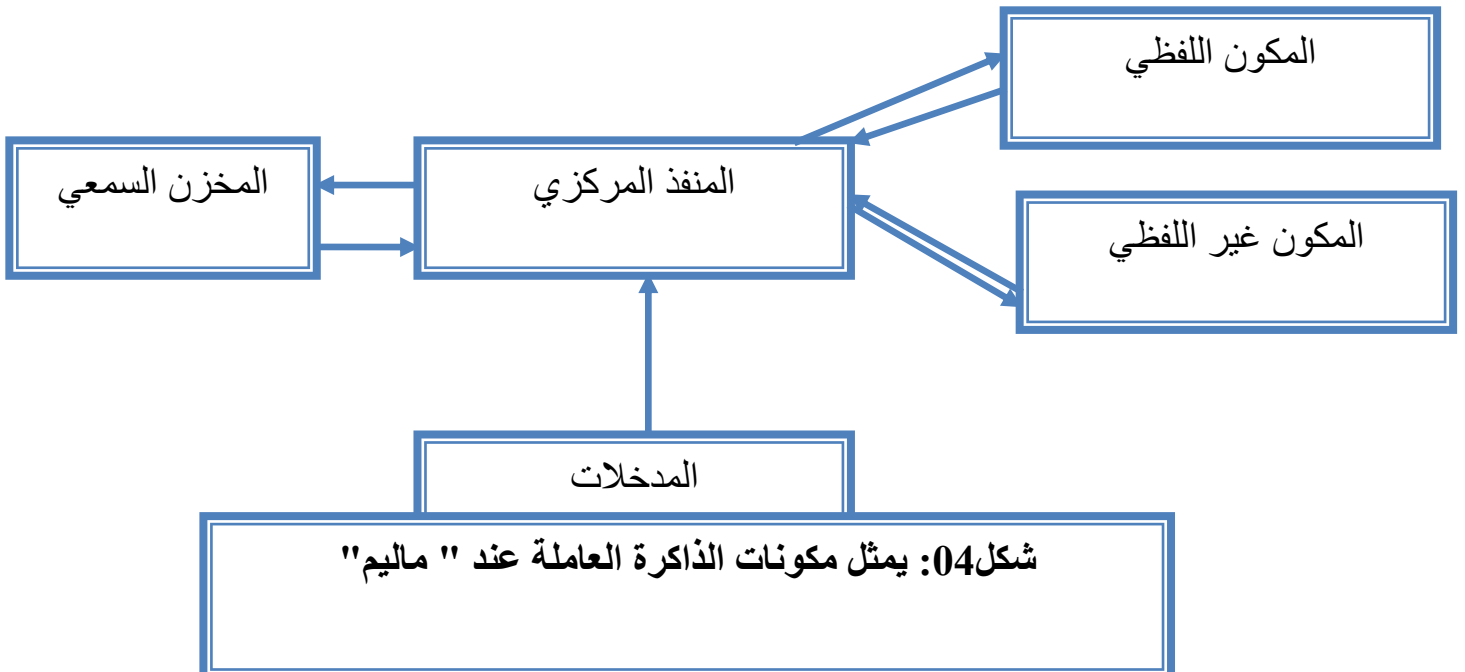 المكون اللفظي
المنفذ المركزي
المخزن السمعي
المكون غير اللفظي
المدخلات
شكل04: يمثل مكونات الذاكرة العاملة عند " ماليم"